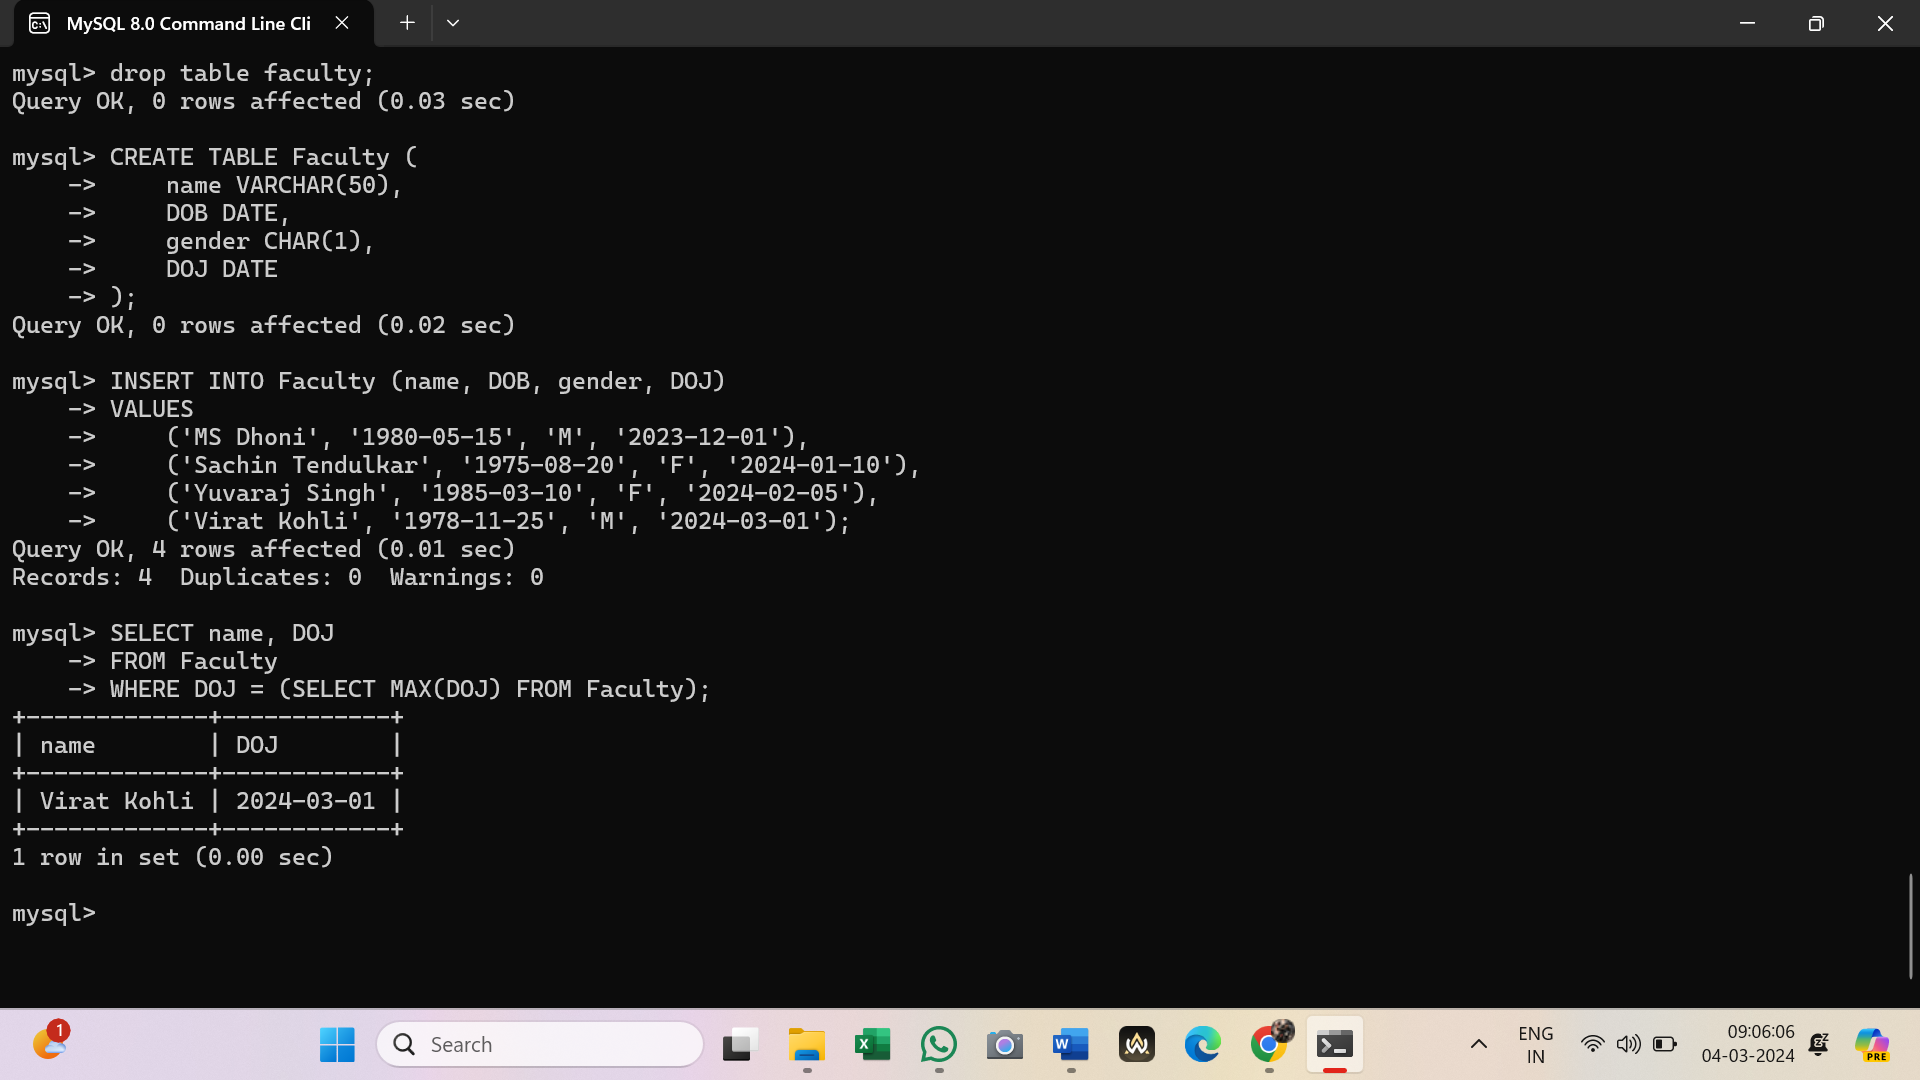 MySQL 8.0 Command Line Cli
mysql> drop table faculty;
Query OK, 0 rows affected (0.03 sec)
mysql> CREATE TABLE Faculty (
    ->     name VARCHAR(50),
    ->     DOB DATE,
    ->     gender CHAR(1),
    ->     DOJ DATE
    -> );
Query OK, 0 rows affected (0.02 sec)
mysql> INSERT INTO Faculty (name, DOB, gender, DOJ)
    -> VALUES
    ->     ('MS Dhoni', '1980-05-15', 'M', '2023-12-01'),
    ->     ('Sachin Tendulkar', '1975-08-20', 'F', '2024-01-10'),
    ->     ('Yuvaraj Singh', '1985-03-10', 'F', '2024-02-05'),
    ->     ('Virat Kohli', '1978-11-25', 'M', '2024-03-01');
Query OK, 4 rows affected (0.01 sec)
Records: 4  Duplicates: 0  Warnings: 0
mysql> SELECT name, DOJ
    -> FROM Faculty
    -> WHERE DOJ = (SELECT MAX(DOJ) FROM Faculty);
+-------------+------------+
| name        | DOJ        |
+-------------+------------+
| Virat Kohli | 2024-03-01 |
+-------------+------------+
1 row in set (0.00 sec)
mysql>
1
Search
ENG
IN
09:06:06
04-03-2024
PRE